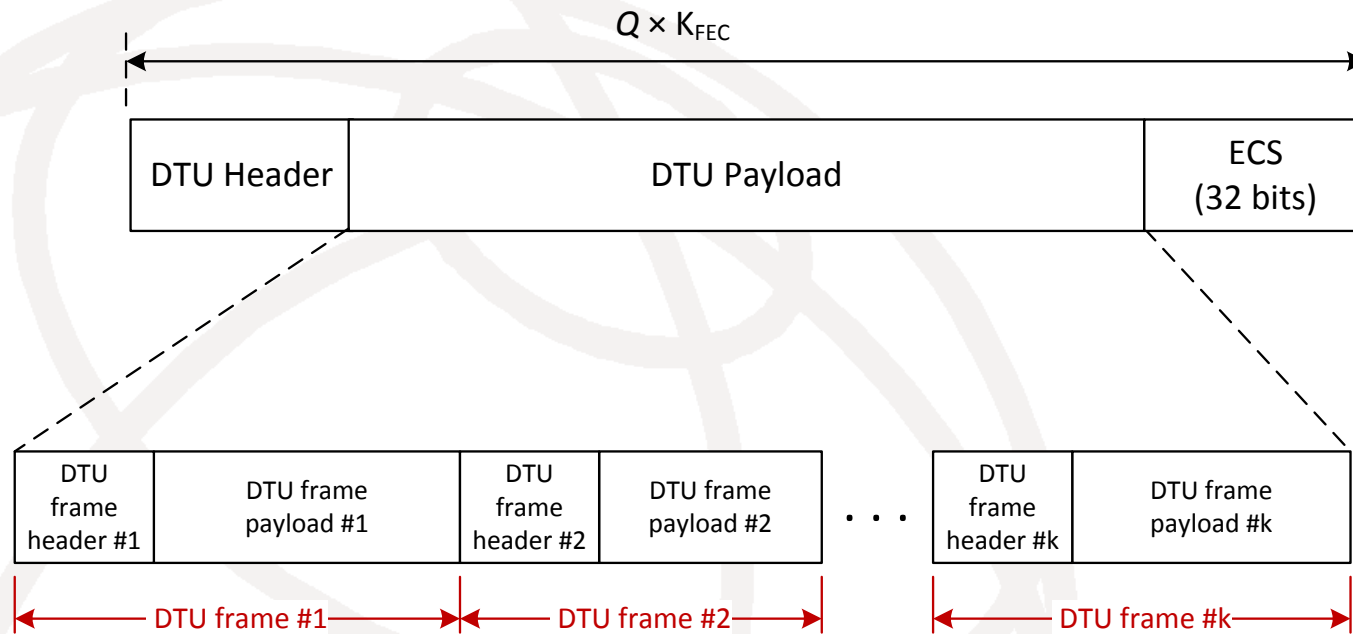 Q × KFEC
DTU Header
DTU Payload
ECS
(32 bits)
DTU
frame
header #1
DTU frame
payload #1
DTU
frame
header #2
DTU frame
payload #2
. . .
DTU
frame
header #k
DTU frame
payload #k
DTU frame #1
DTU frame #2
DTU frame #k